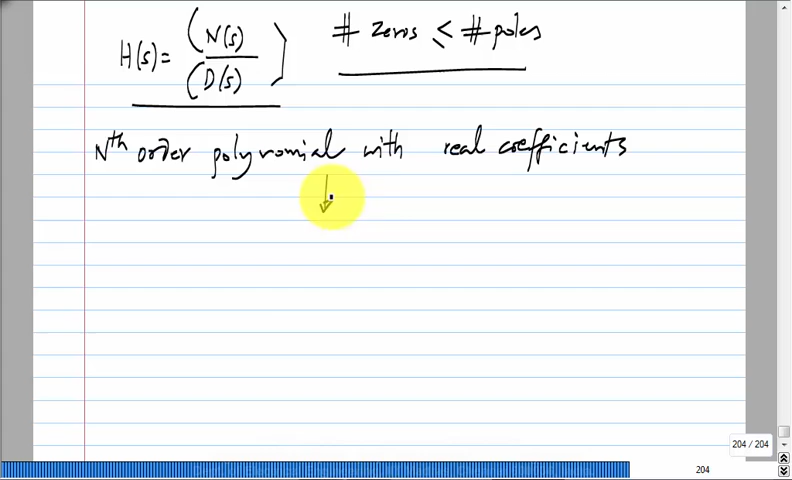 H(s) = (N(s) / (D(s) # zeros ≤ # poles
Nth order polynomial with real coefficients
204 / 204
204